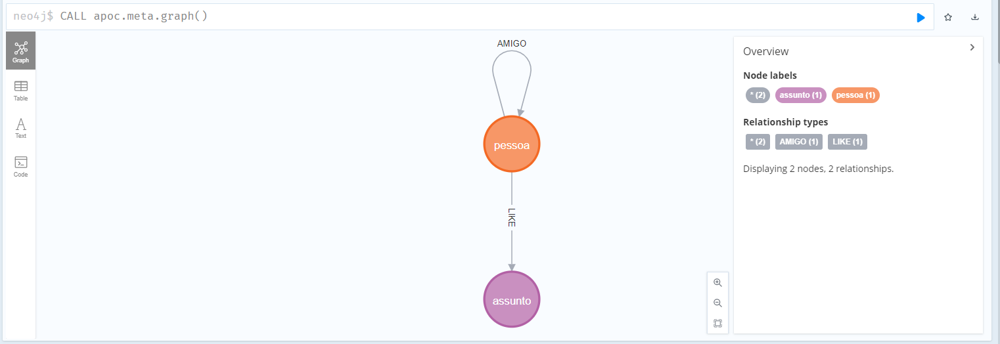 neo4j$ CALL apoc.meta.graph()
Graph
Table
Text
Code
AMIGO
pessoa
LIKE
assunto
Overview
Node labels
* (2) assunto (1) pessoa (1)
Relationship types
* (2) AMIGO (1) LIKE (1)
Displaying 2 nodes, 2 relationships.